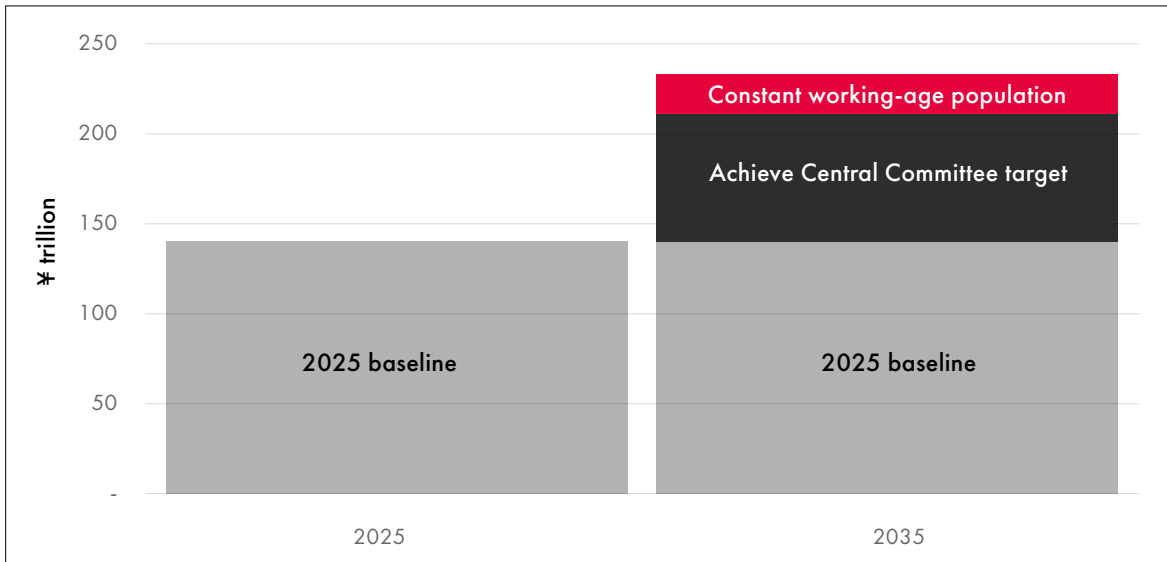 250
200
150
100
50
-
¥ trillion
Constant working-age population
Achieve Central Committee target
2025 baseline
2025 baseline
2025
2035